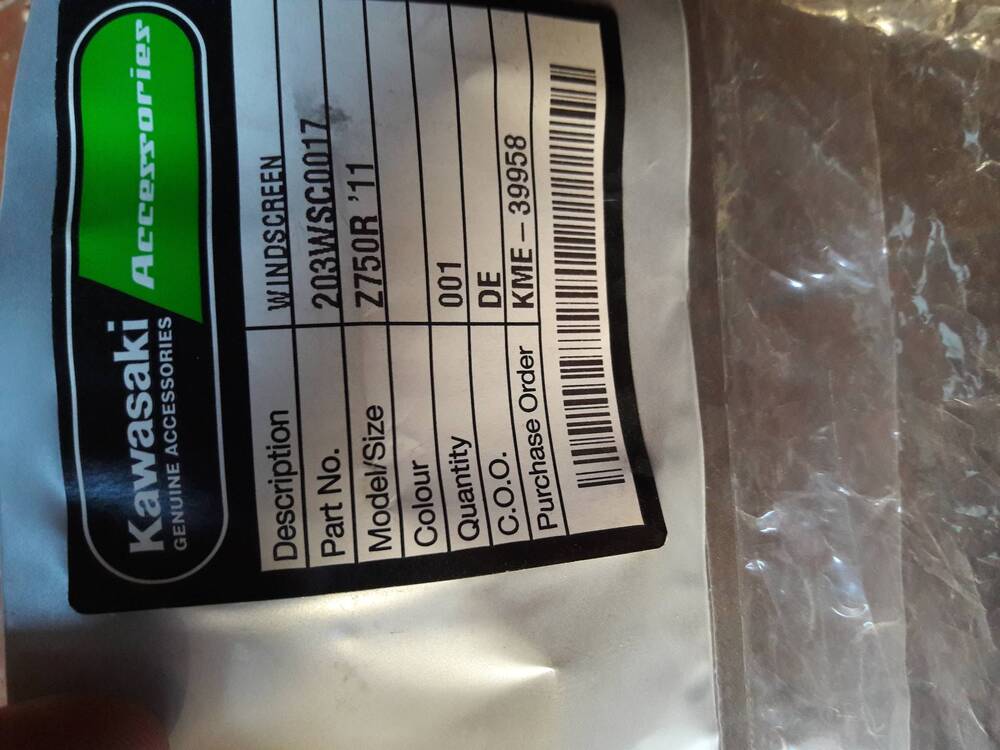 Kawasaki Accessories
GENUINE ACCESSORIES
Description WINDSCREEN
Part No. 203WSC0017
Model/Size Z750R '11
Colour
Quantity 001
C.O.O. DE
Purchase Order KME - 39958